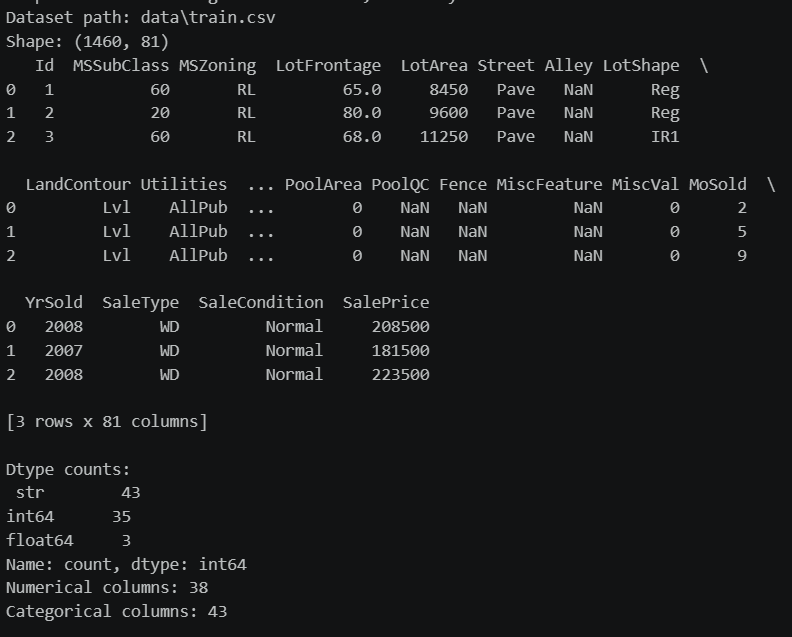 Dataset path: data\train.csv
Shape: (1460, 81)
   Id  MSSubClass MSZoning  LotFrontage  LotArea Street Alley LotShape  \
0   1          60       RL         65.0     8450   Pave   NaN      Reg
1   2          20       RL         80.0     9600   Pave   NaN      Reg
2   3          60       RL         68.0    11250   Pave   NaN      IR1
  LandContour Utilities  ... PoolArea PoolQC Fence MiscFeature MiscVal MoSold  \
0         Lvl    AllPub  ...        0    NaN   NaN         NaN       0      2
1         Lvl    AllPub  ...        0    NaN   NaN         NaN       0      5
2         Lvl    AllPub  ...        0    NaN   NaN         NaN       0      9
  YrSold  SaleType  SaleCondition  SalePrice
0   2008        WD         Normal     208500
1   2007        WD         Normal     181500
2   2008        WD         Normal     223500
[3 rows x 81 columns]
Dtype counts:
 str        43
int64      35
float64     3
Name: count, dtype: int64
Numerical columns: 38
Categorical columns: 43